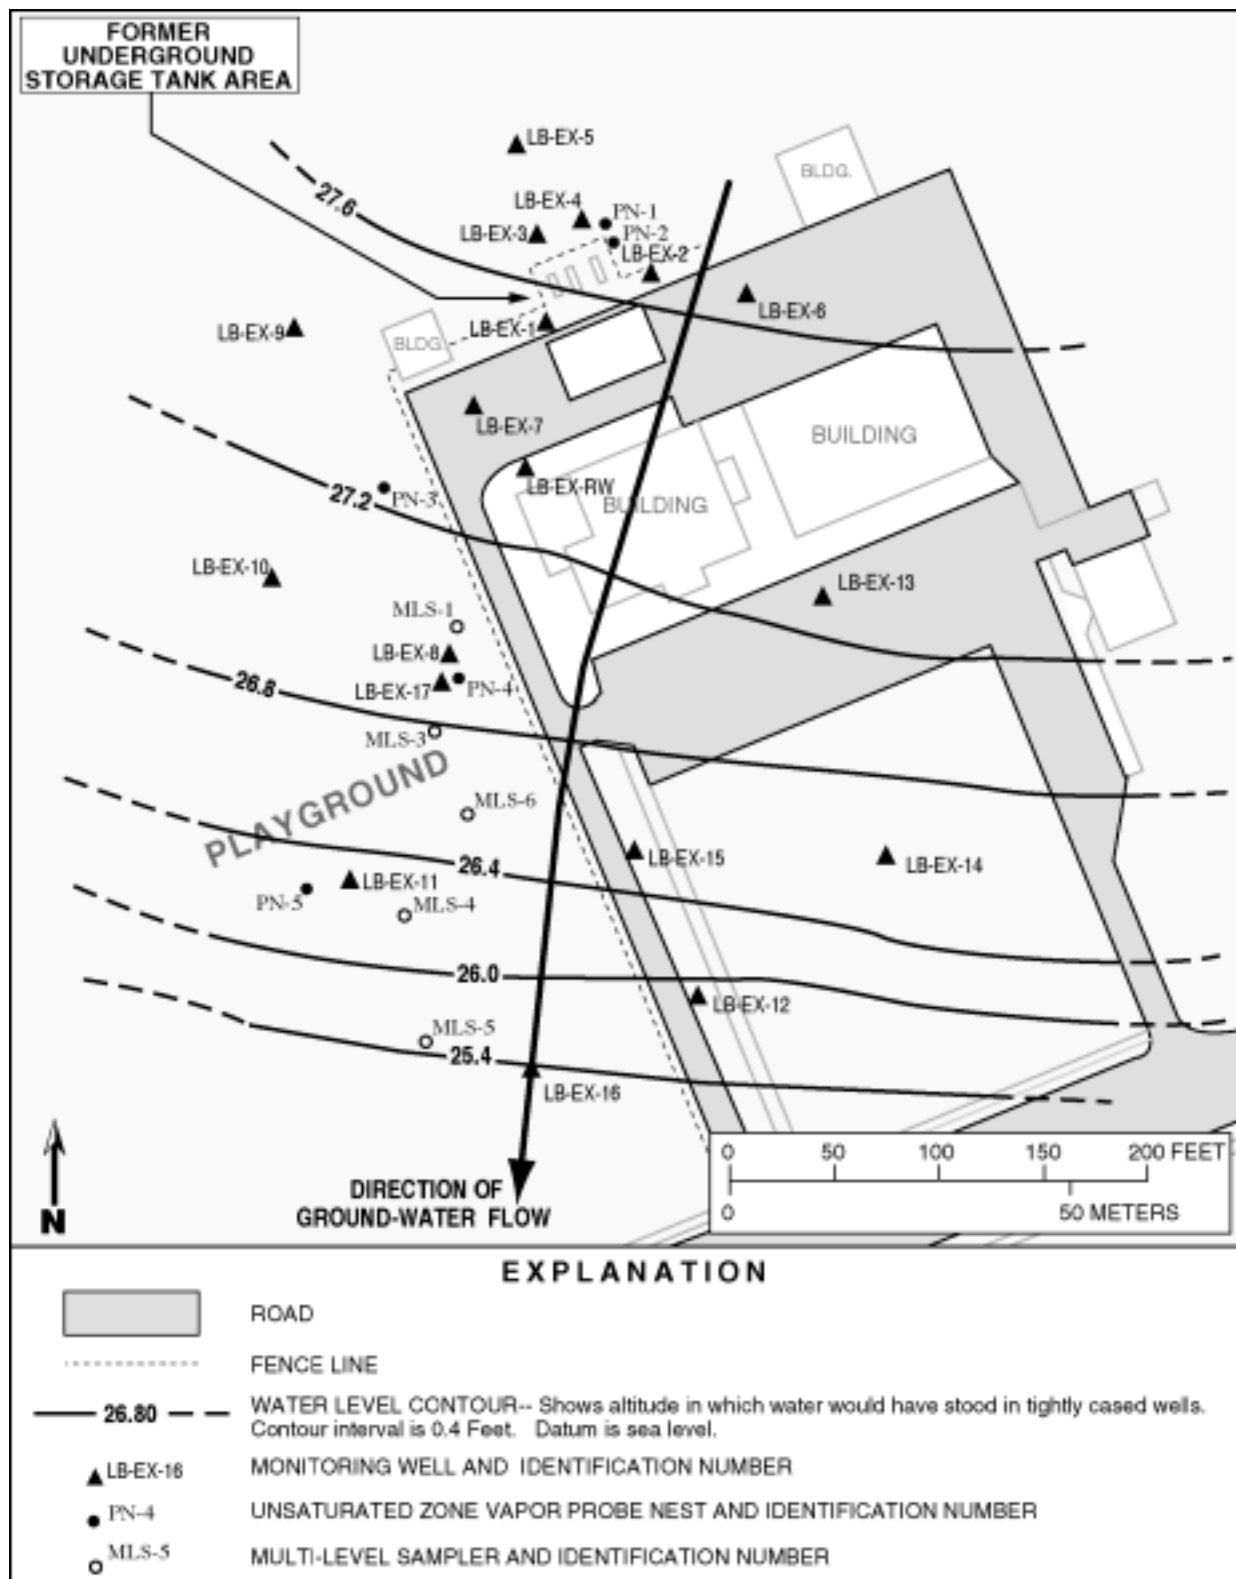 FORMER
UNDERGROUND
STORAGE TANK AREA
LB-EX-5
BLDG.
27.6
LB-EX-4
PN-1
LB-EX-3
PN-2
LB-EX-2
LB-EX-6
LB-EX-9
BLDG.
LB-EX-1
LB-EX-7
BUILDING
LB-EX-RW
27.2
PN-3
BUILDING
LB-EX-10
LB-EX-13
MLS-1
LB-EX-8
26.8
LB-EX-17
PN-4
MLS-3
PLAYGROUND
MLS-6
26.4
LB-EX-15
LB-EX-14
LB-EX-11
PN-5
MLS-4
26.0
LB-EX-12
MLS-5
25.4
LB-EX-16
N
DIRECTION OF
GROUND-WATER FLOW
0 50 100 150 200 FEET
0 50 METERS
EXPLANATION
ROAD
FENCE LINE
26.80
WATER LEVEL CONTOUR-- Shows altitude in which water would have stood in tightly cased wells.
Contour interval is 0.4 Feet. Datum is sea level.
LB-EX-16
MONITORING WELL AND IDENTIFICATION NUMBER
PN-4
UNSATURATED ZONE VAPOR PROBE NEST AND IDENTIFICATION NUMBER
MLS-5
MULTI-LEVEL SAMPLER AND IDENTIFICATION NUMBER